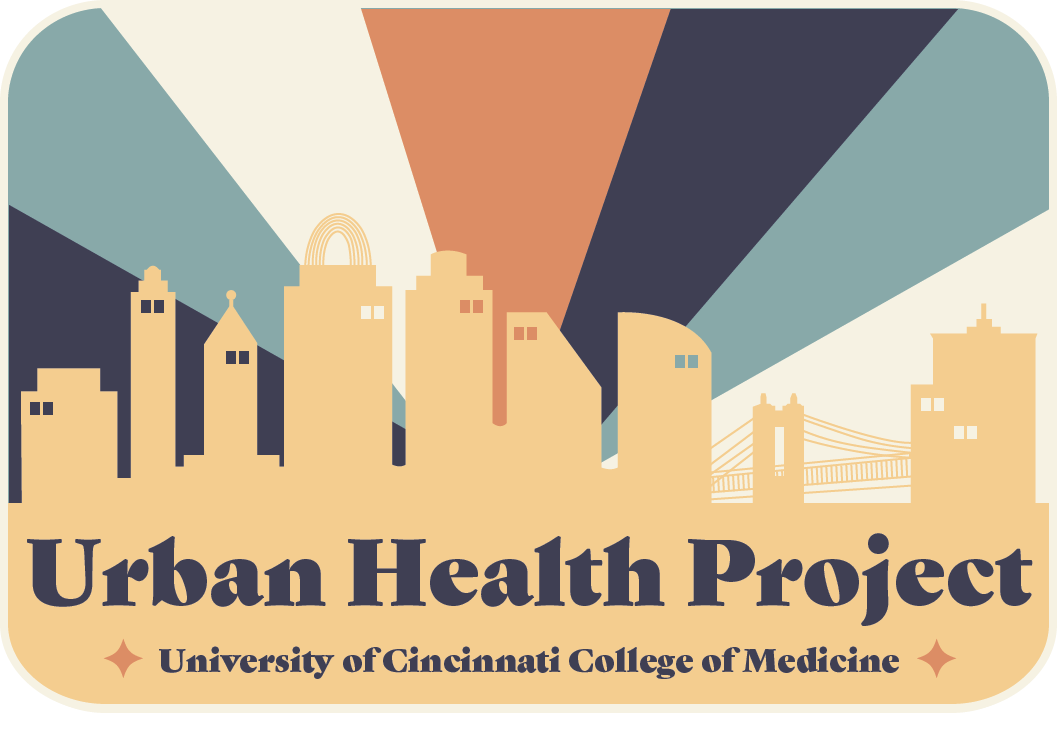 Urban Health Project
University of Cincinnati College of Medicine